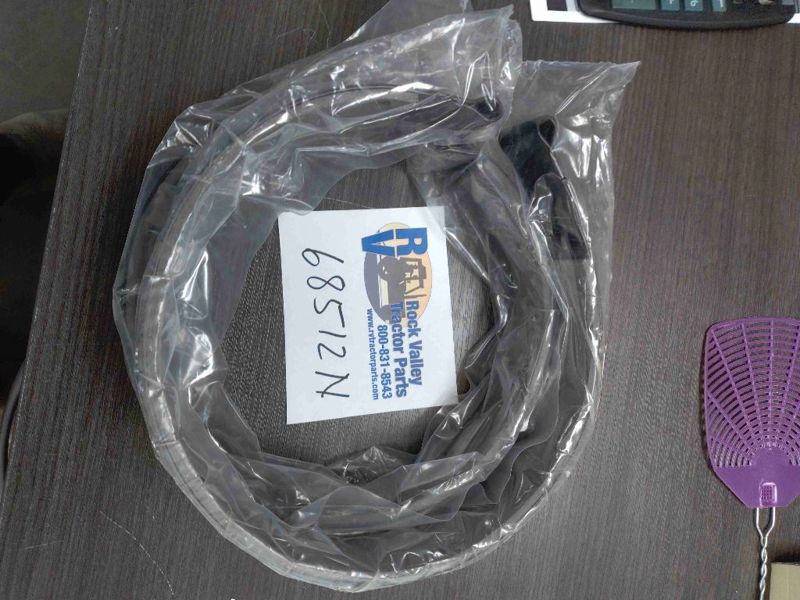 RV
Rock Valley
Tractor Parts
800-831-8543
www.rvtractorparts.com
68512N